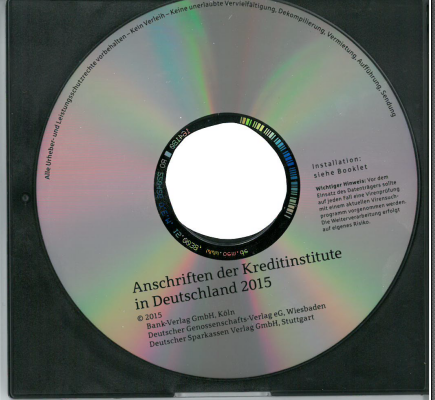 Alle Urheber- und Leistungsschutzrechte vorbehalten – Kein Verleih – Keine unerlaubte Vervielfältigung, Dekompilierung, Vermietung, Aufführung, Sendung
Installation:
siehe Booklet
Wichtiger Hinweis: Vor dem
Einsatz des Datenträgers sollte
auf jeden Fall eine Virenprüfung
mit einem aktuellen Virensuch-
programm vorgenommen werden.
Die Weiterverarbeitung erfolgt
auf eigenes Risiko.
Anschriften der Kreditinstitute
in Deutschland 2015
© 2015
Bank-Verlag GmbH, Köln
Deutscher Genossenschafts-Verlag eG, Wiesbaden
Deutscher Sparkassen Verlag GmbH, Stuttgart